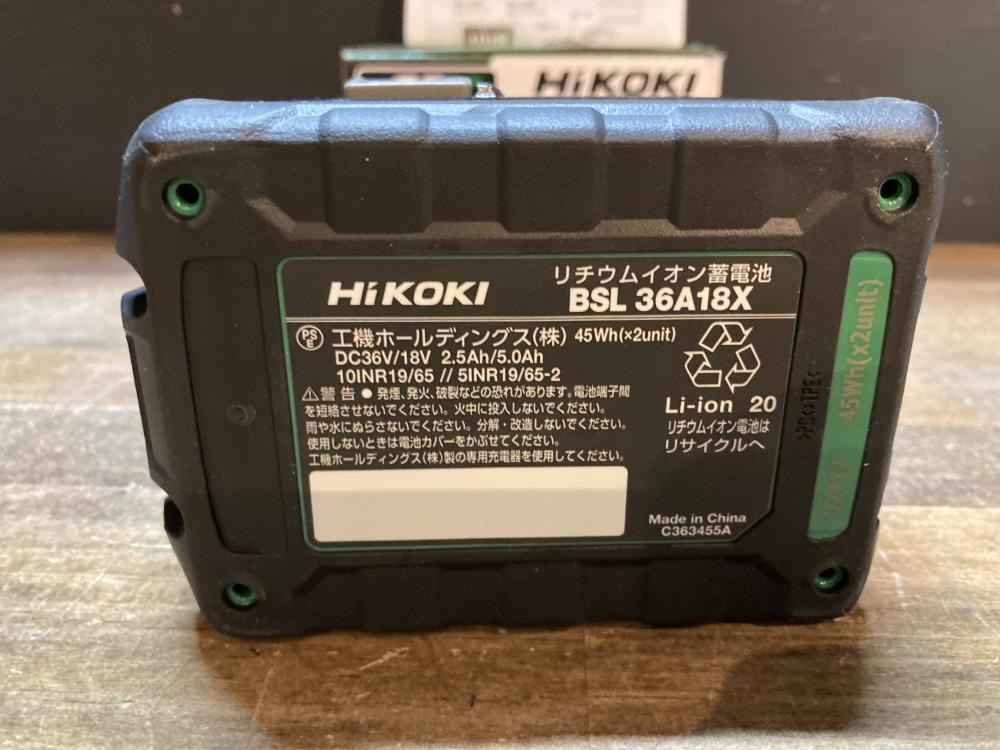 HiKOKI
HiKOKI
リチウムイオン蓄電池
BSL 36A18X
PS
E
工機ホールディングス(株) 45Wh(×2unit)
DC36V/18V 2.5Ah/5.0Ah
10INR19/65 // 5INR19/65-2
⚠警告 ● 発煙、発火、破裂などの恐れがあります。電池端子間
を短絡させないでください。火中に投入しないでください。
雨や水にぬらさないでください。分解・改造しないでください。
使用しないときは電池カバーをかぶせてください。
工機ホールディングス(株)製の専用充電器を使用してください。
Li-ion 20
リチウムイオン電池は
リサイクルへ
Made in China
C363455A
>PC<>TPE<
45Wh(×2unit)